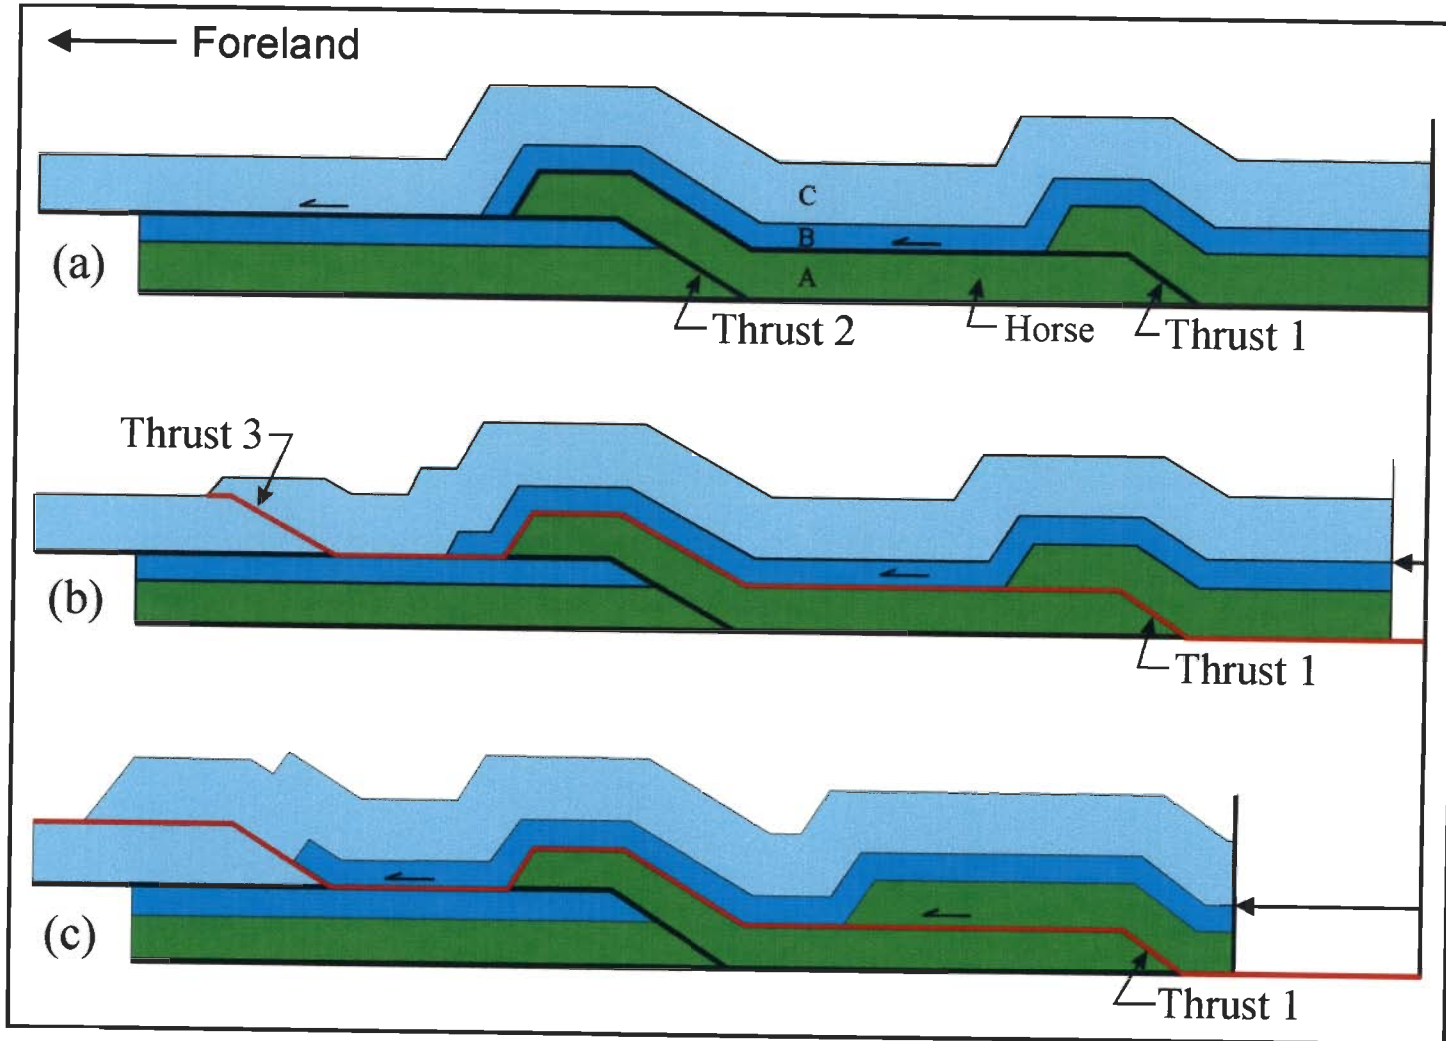 Foreland
C
B
A
(a)
Thrust 2
Horse
Thrust 1
Thrust 3
(b)
Thrust 1
(c)
Thrust 1